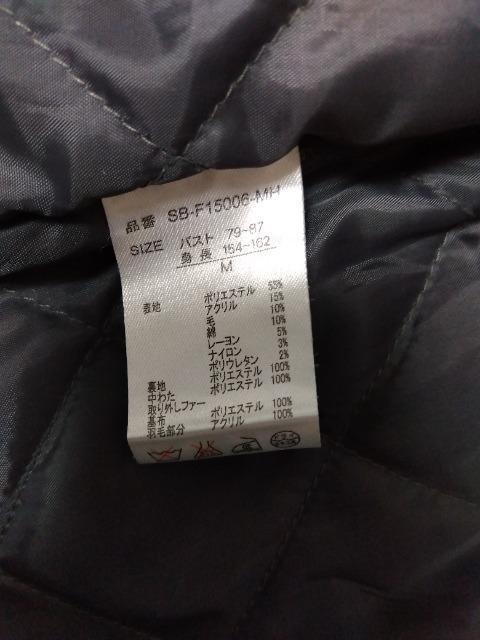 品番 SB-F15006-MH
SIZE バスト 79-87
身長 154-162
M
表地 ポリエステル 55%
アクリル 15%
毛 10%
綿 10%
レーヨン 5%
ナイロン 3%
ポリウレタン 2%
裏地 ポリエステル 100%
中わた ポリエステル 100%
取り外しファー
基布 ポリエステル 100%
羽毛部分 アクリル 100%